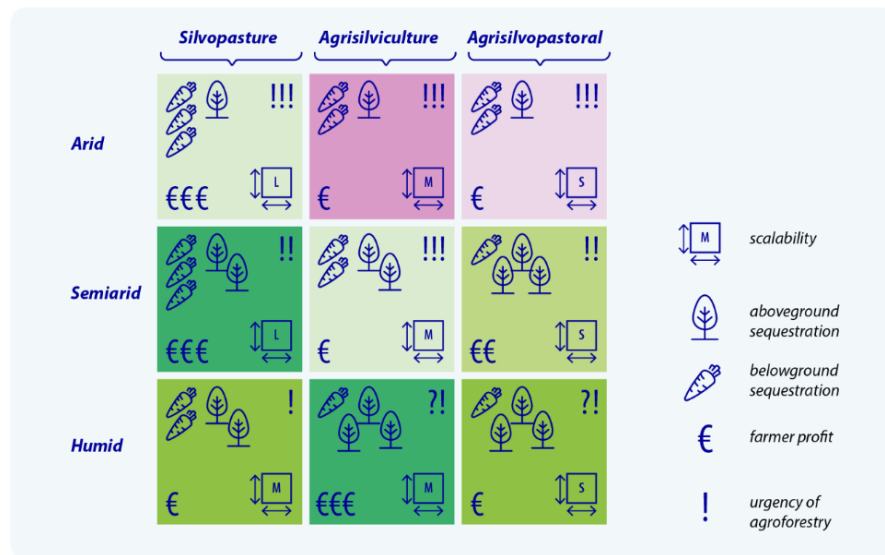 Silvopasture Agrisilviculture Agrisilvopastoral
Arid
!!! !!! !!!
€€€ L € M € S
Semiarid
!! !!! !!
€€€ L € M €€ S
Humid
! ?! ?!
€ M €€€ M € S
M scalability
aboveground
sequestration
belowground
sequestration
€ farmer profit
! urgency of
agroforestry